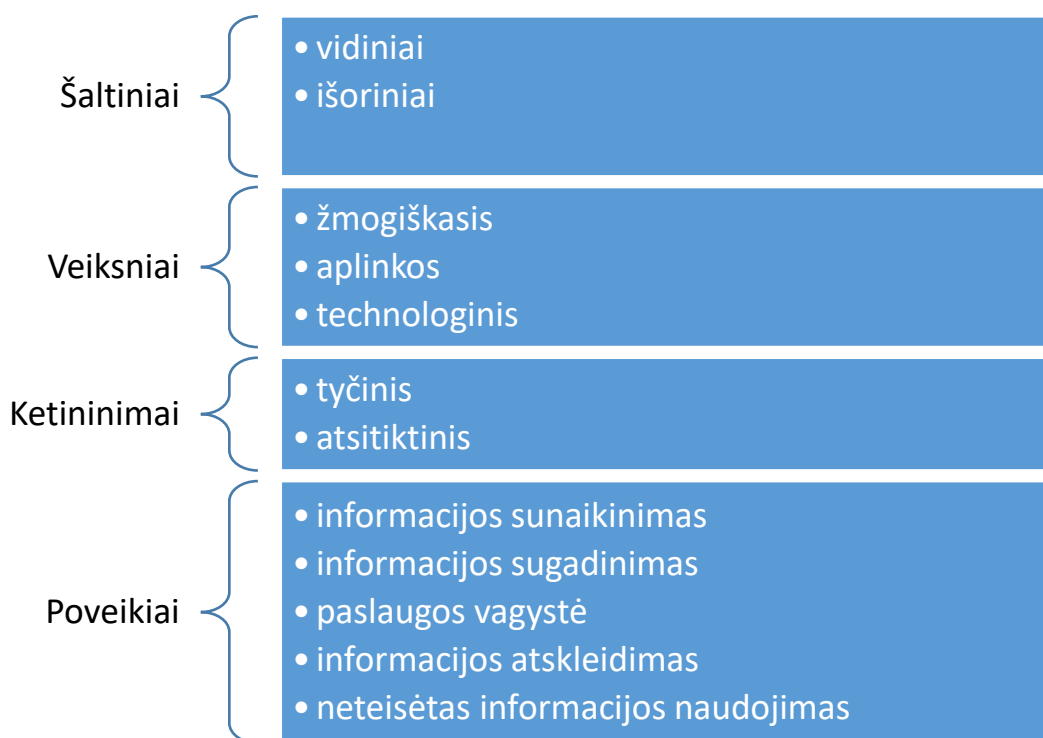 Šaltiniai
• vidiniai
• išoriniai
Veiksniai
• žmogiškasis
• aplinkos
• technologinis
Ketininimai
• tyčinis
• atsitiktinis
Poveikiai
• informacijos sunaikinimas
• informacijos sugadinimas
• paslaugos vagystė
• informacijos atskleidimas
• neteisėtas informacijos naudojimas